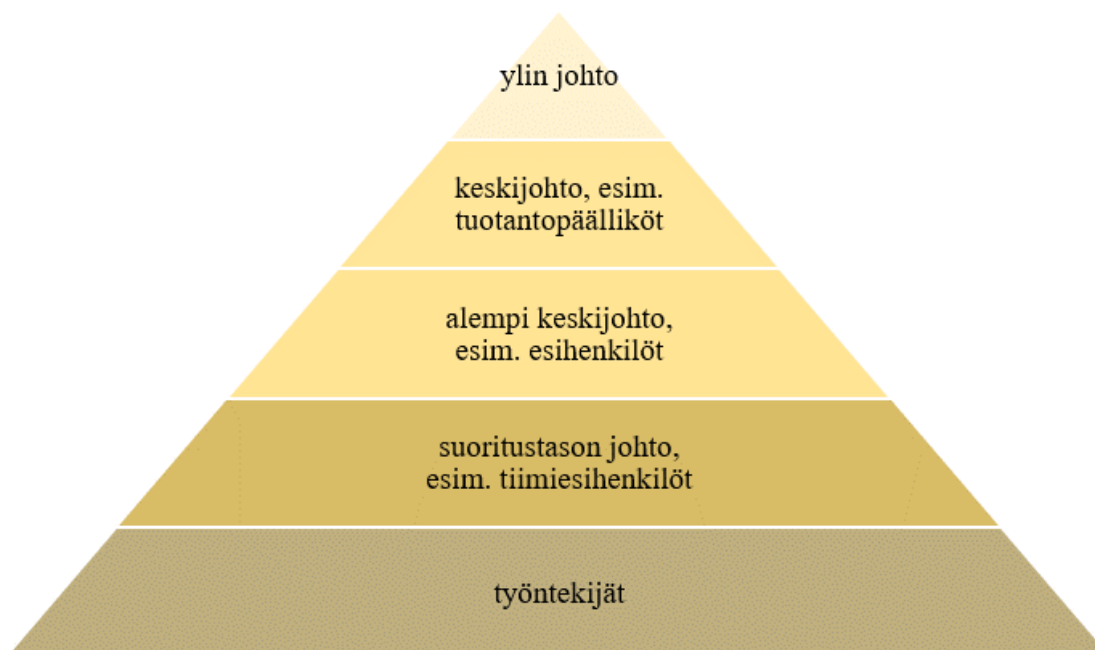 ylin johto
keskijohto, esim.
tuotantopäälliköt
alempi keskijohto,
esim. esihenkilöt
suoritustason johto,
esim. tiimiesihenkilöt
työntekijät